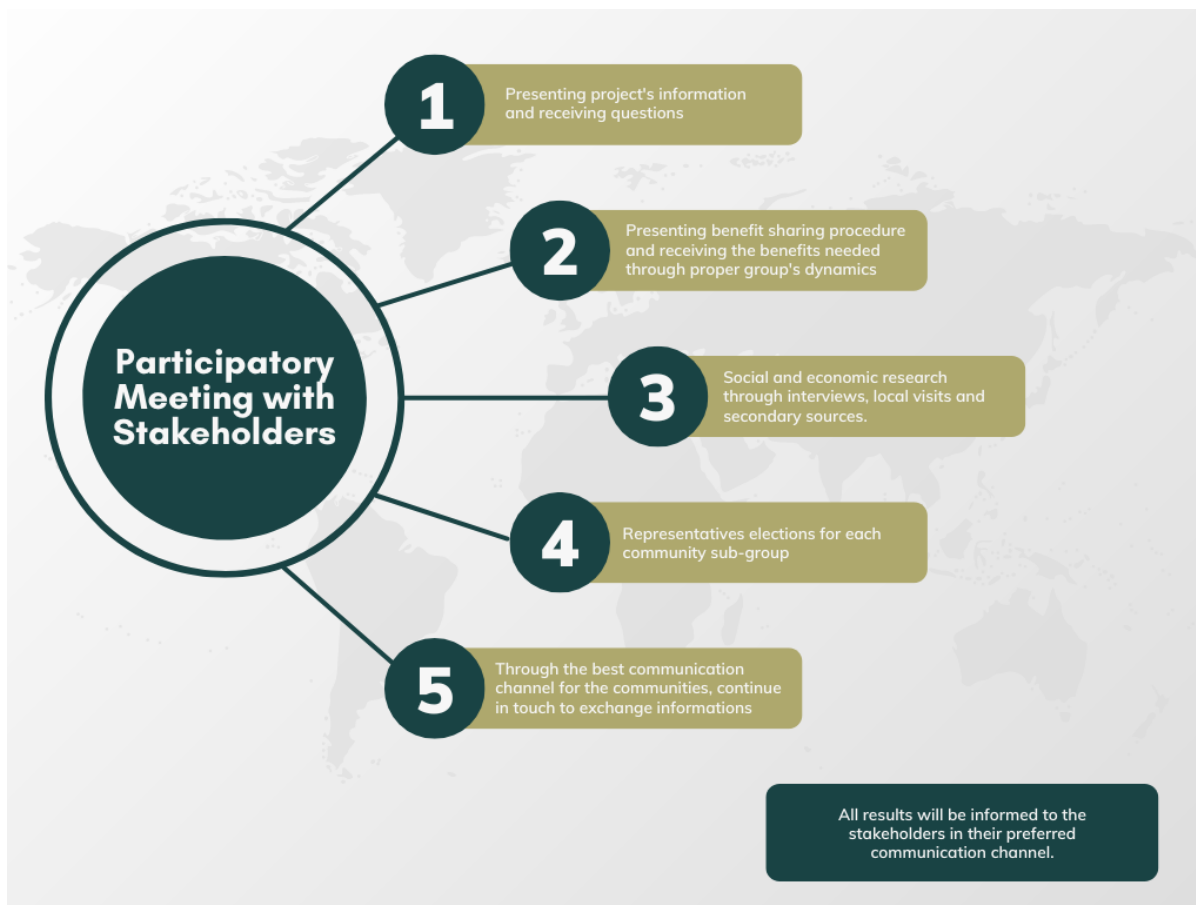 1
Presenting project's information
and receiving questions
2
Presenting benefit sharing procedure
and receiving the benefits needed
through proper group's dynamics
Participatory
Meeting with
Stakeholders
3
Social and economic research
through interviews, local visits and
secondary sources.
4
Representatives elections for each
community sub-group
5
Through the best communication
channel for the communities, continue
in touch to exchange informations
All results will be informed to the
stakeholders in their preferred
communication channel.